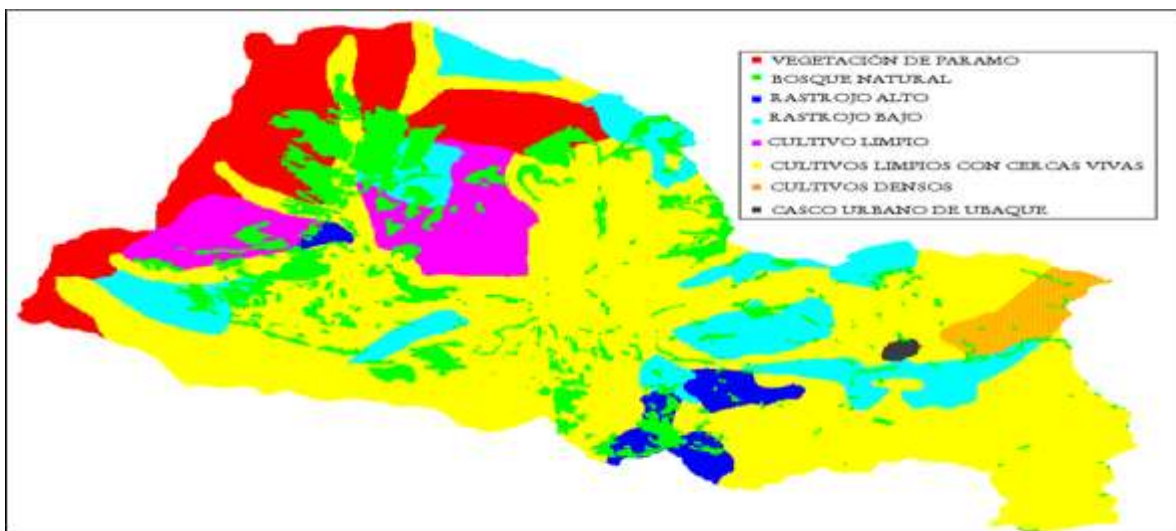 VEGETACIÓN DE PARAMO
BOSQUE NATURAL
RASTROJO ALTO
RASTROJO BAJO
CULTIVO LIMPIO
CULTIVOS LIMPIOS CON CERCAS VIVAS
CULTIVOS DENSOS
CASCO URBANO DE UBAQUE